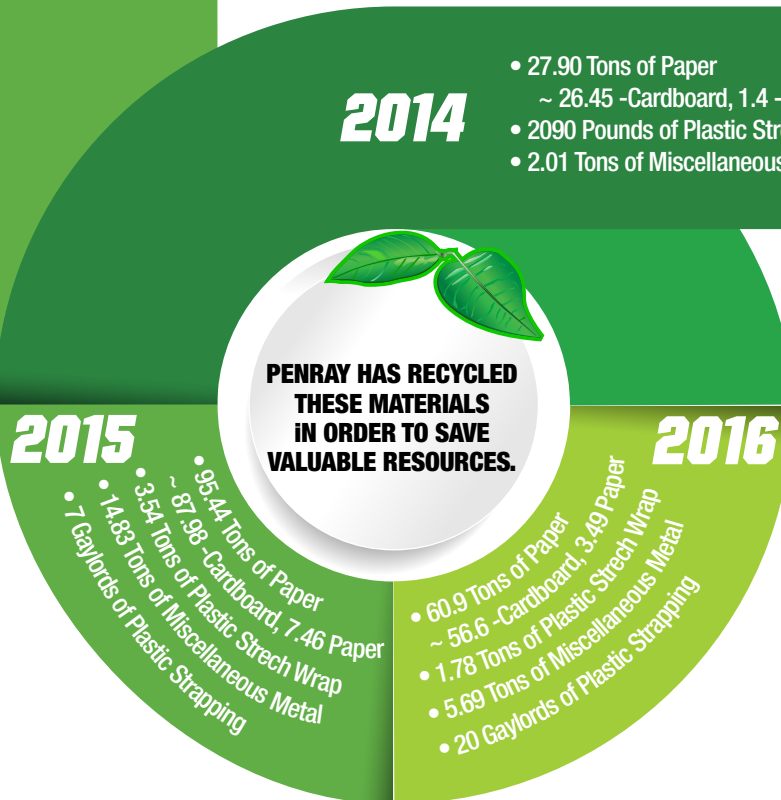 2014
• 27.90 Tons of Paper
~ 26.45 -Cardboard, 1.4 -
• 2090 Pounds of Plastic
• 2.01 Tons of Miscellaneous
PENRAY HAS RECYCLED
THESE MATERIALS
iN ORDER TO SAVE
VALUABLE RESOURCES.
2015
• 95.44 Tons of Paper
~ 87.98 -Cardboard, 7.46 Paper
• 3.54 Tons of Plastic Strech Wrap
• 14.83 Tons of Miscellaneous Metal
• 7 Gaylords of Plastic Strapping
2016
• 60.9 Tons of Paper
~ 56.6 -Cardboard, 3.49 Paper
• 1.78 Tons of Plastic Strech Wrap
• 5.69 Tons of Miscellaneous Metal
• 20 Gaylords of Plastic Strapping